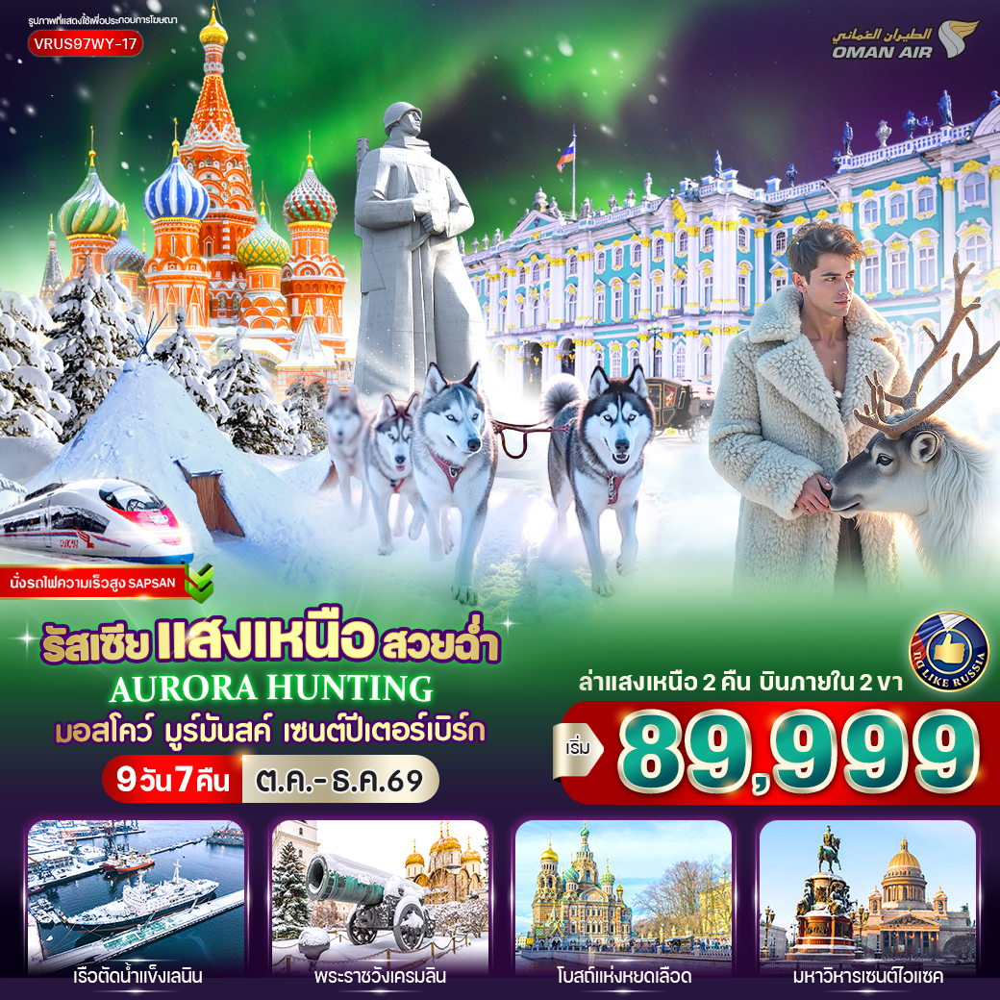 รูปภาพที่แสดงใช้เพื่อประกอบการโฆษณา
VRUS97WY-17
الطيران العماني
OMAN AIR
นั่งรถไฟความเร็วสูง SAPSAN
รัสเซีย แสงเหนือ สวยฉ่ำ
AURORA HUNTING
มอสโคว์ มูร์มันสค์ เซนต์ปีเตอร์เบิร์ก
9 วัน 7 คืน
ต.ค.- ธ.ค.69
กด LIKE RUSSIA
ล่าแสงเหนือ 2 คืน บินภายใน 2 ขา
เริ่ม
89,999
เรือตัดน้ำแข็งเลนิน
พระราชวังเครมลิน
โบสถ์แห่งหยดเลือด
มหาวิหารเซนต์ไอแซค